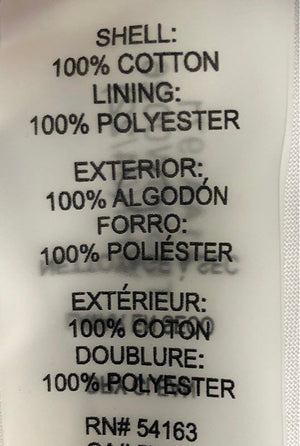 SHELL:
100% COTTON
LINING:
100% POLYESTER
EXTERIOR:
100% ALGODÓN
FORRO:
100% POLIÉSTER
EXTÉRIEUR:
100% COTON
DOUBLURE:
100% POLYESTER
RN# 54163